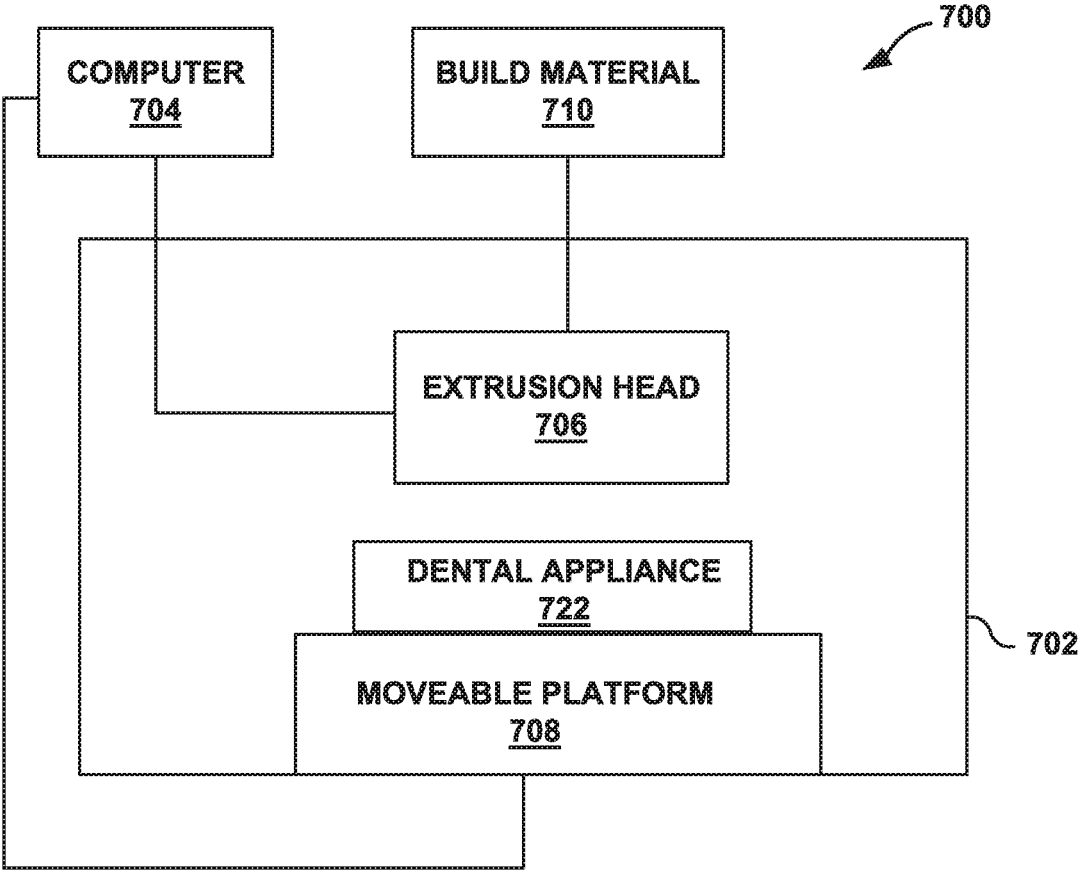 700
COMPUTER
704
BUILD MATERIAL
710
EXTRUSION HEAD
706
DENTAL APPLIANCE
722
702
MOVEABLE PLATFORM
708